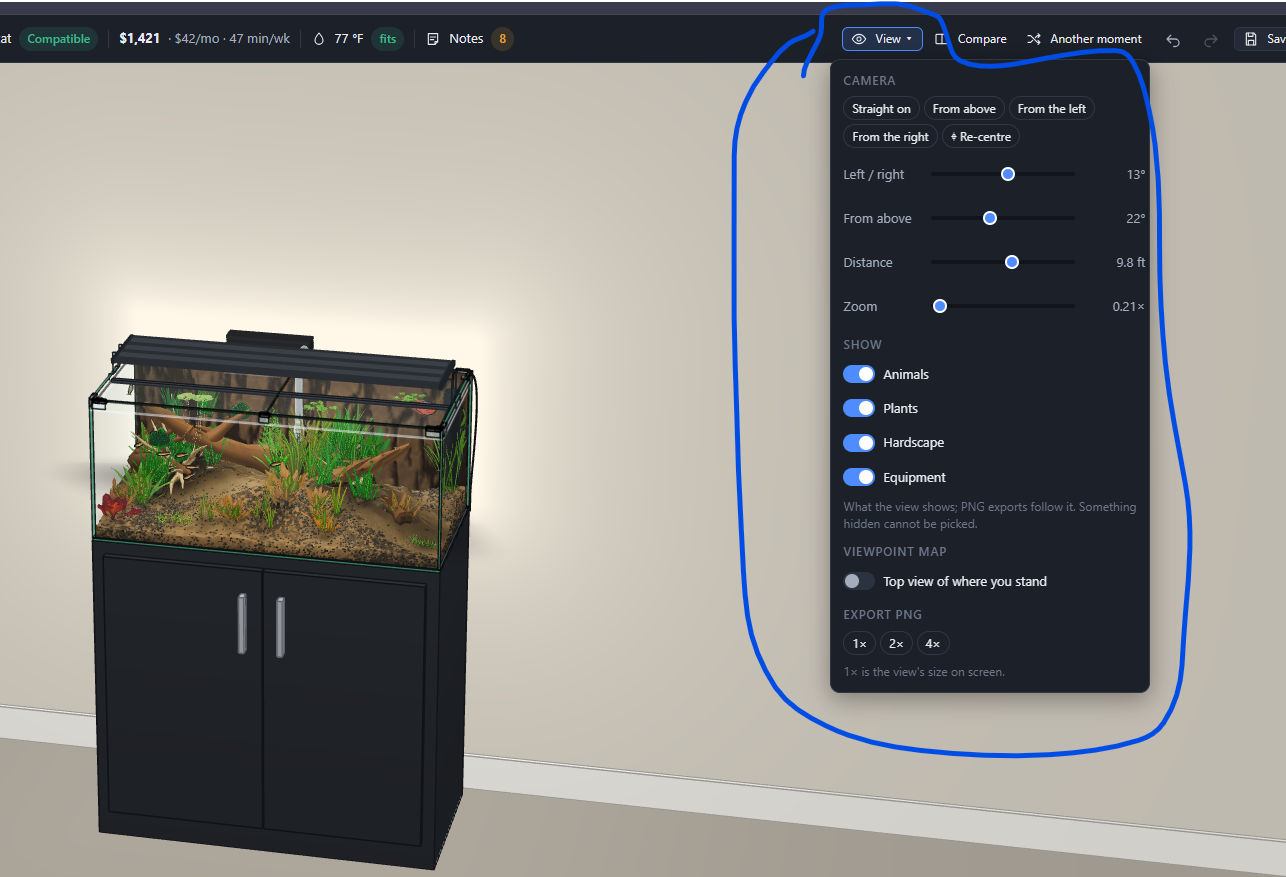 at Compatible $1,421 · $42/mo · 47 min/wk 77 °F fits Notes 8 View Compare Another moment Sav
CAMERA
Straight on From above From the left
From the right Re-centre
Left / right 13°
From above 22°
Distance 9.8 ft
Zoom 0.21×
SHOW
Animals
Plants
Hardscape
Equipment
What the view shows; PNG exports follow it. Something
hidden cannot be picked.
VIEWPOINT MAP
Top view of where you stand
EXPORT PNG
1× 2× 4×
1× is the view's size on screen.